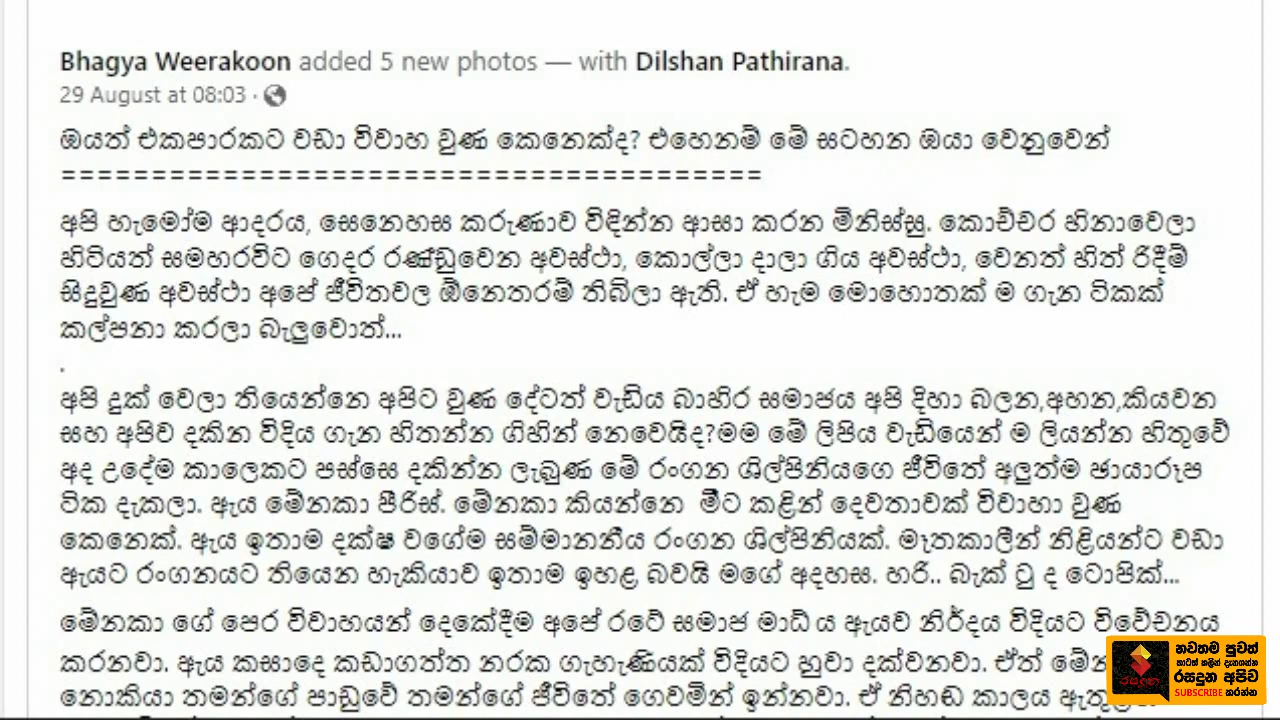 Bhagya Weerakoon added 5 new photos — with Dilshan Pathirana.
29 August at 08:03 ·
ඔයත් එකපාරකට වඩා විවාහ වුණ කෙනෙක්ද? එහෙනම් මේ සටහන ඔයා වෙනුවෙන්
=======================================
අපි හැමෝම ආදරය, සෙනෙහස කරුණාව විඳින්න ආසා කරන මිනිස්සු. කොච්චර හිනාවෙලා
හිටියත් සමහරවිට ගෙදර රණ්ඩුවෙන අවස්ථා, කොල්ලා දාලා ගිය අවස්ථා, වෙනත් හිත් රිදීම්
සිදුවුණ අවස්ථා අපේ ජීවිතවල ඕනෙතරම් තිබිලා ඇති. ඒ හැම මොහොතක් ම ගැන ටිකක්
කල්පනා කරලා බැලුවොත්...
.
අපි දුක් වෙලා තියෙන්නෙ අපිට වුණ දේටත් වැඩිය බාහිර සමාජය අපි දිහා බලන,අහන,කියවන
සහ අපිව දකින විදිය ගැන හිතන්න ගිහින් නෙවෙයිද?මම මේ ලිපිය වැඩියෙන් ම ලියන්න හිතුවේ
අද උදේම කාලෙකට පස්සෙ දකින්න ලැබුණ මේ රංගන ශිල්පිනියගෙ ජීවිතේ අලුත්ම ඡායාරූප
ටික දැකලා. ඇය මේනකා පීරිස්. මේනකා කියන්නෙ මීට කළින් දෙවතාවක් විවාහා වුණ
කෙනෙක්. ඇය ඉතාම දක්ෂ වගේම සම්මානනීය රංගන ශිල්පිනියක්. මෑතකාලීන් නිළියන්ට වඩා
ඇයට රංගනයට තියෙන හැකියාව ඉතාම ඉහළ බවයි මගේ අදහස. හරි.. බැක් ටු ද ටොපික්...
මේනකා ගේ පෙර විවාහයන් දෙකේදීම අපේ රටේ සමාජ මාධ්‍ය ඇයව නිර්දය විදියට විවේචනය
කරනවා. ඇය කසාදෙ කඩාගත්ත නරක ගැහැණියක් විදියට හුවා දක්වනවා. ඒත්
නොකියා තමන්ගේ පාඩුවේ තමන්ගේ ජීවිතේ ගෙවමින් ඉන්නවා. ඒ නිහඬ කාලය
නවතම පුවත්
රසදුන අපිව
SUBSCRIBE කරන්න
රසදුන